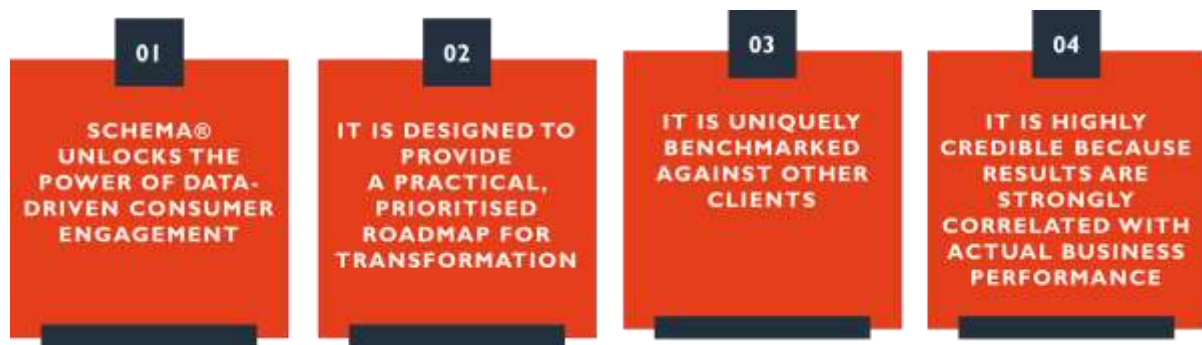 01
SCHEMA®
UNLOCKS THE
POWER OF DATA-
DRIVEN CONSUMER
ENGAGEMENT
02
IT IS DESIGNED TO
PROVIDE
A PRACTICAL,
PRIORITISED
ROADMAP FOR
TRANSFORMATION
03
IT IS UNIQUELY
BENCHMARKED
AGAINST OTHER
CLIENTS
04
IT IS HIGHLY
CREDIBLE BECAUSE
RESULTS ARE
STRONGLY
CORRELATED WITH
ACTUAL BUSINESS
PERFORMANCE